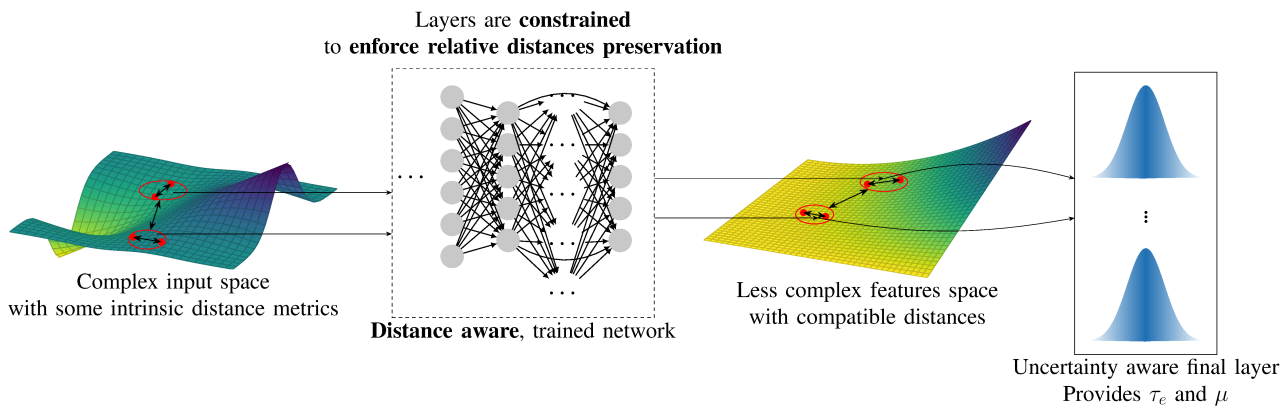 Layers are constrained
to enforce relative distances preservation
Complex input space
with some intrinsic distance metrics
Distance aware, trained network
Less complex features space
with compatible distances
Uncertainty aware final layer
Provides τₑ and μ